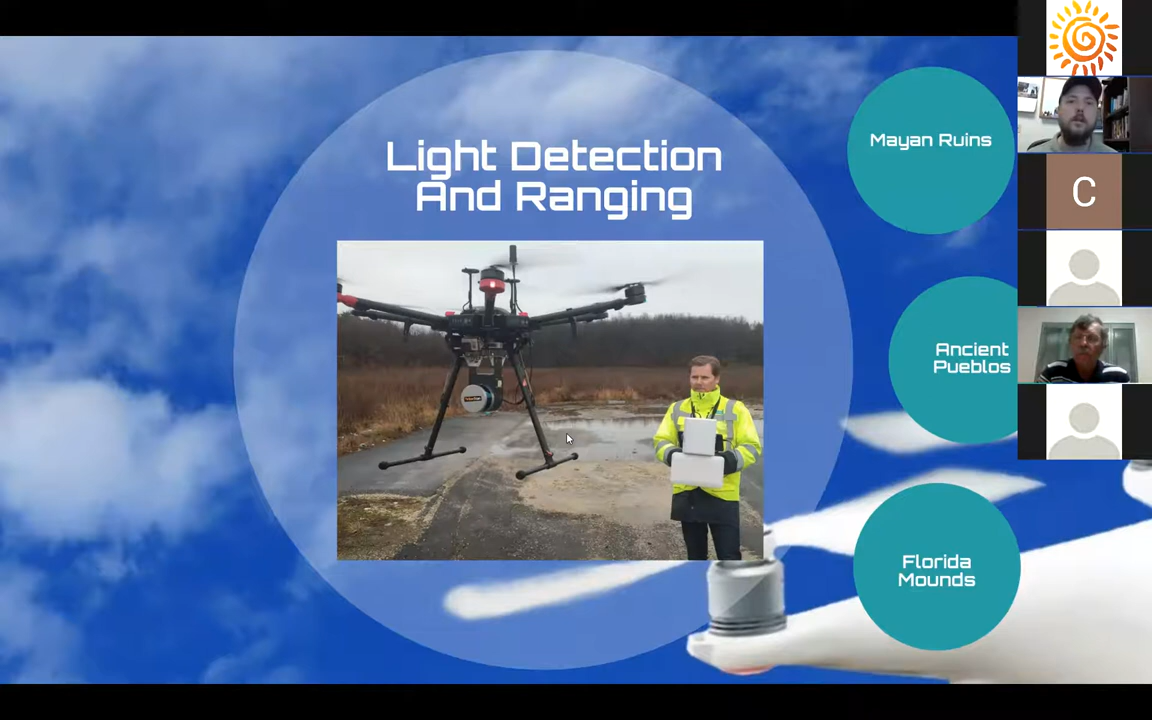 Light Detection
And Ranging
Mayan Ruins
Ancient
Pueblos
Florida
Mounds
C